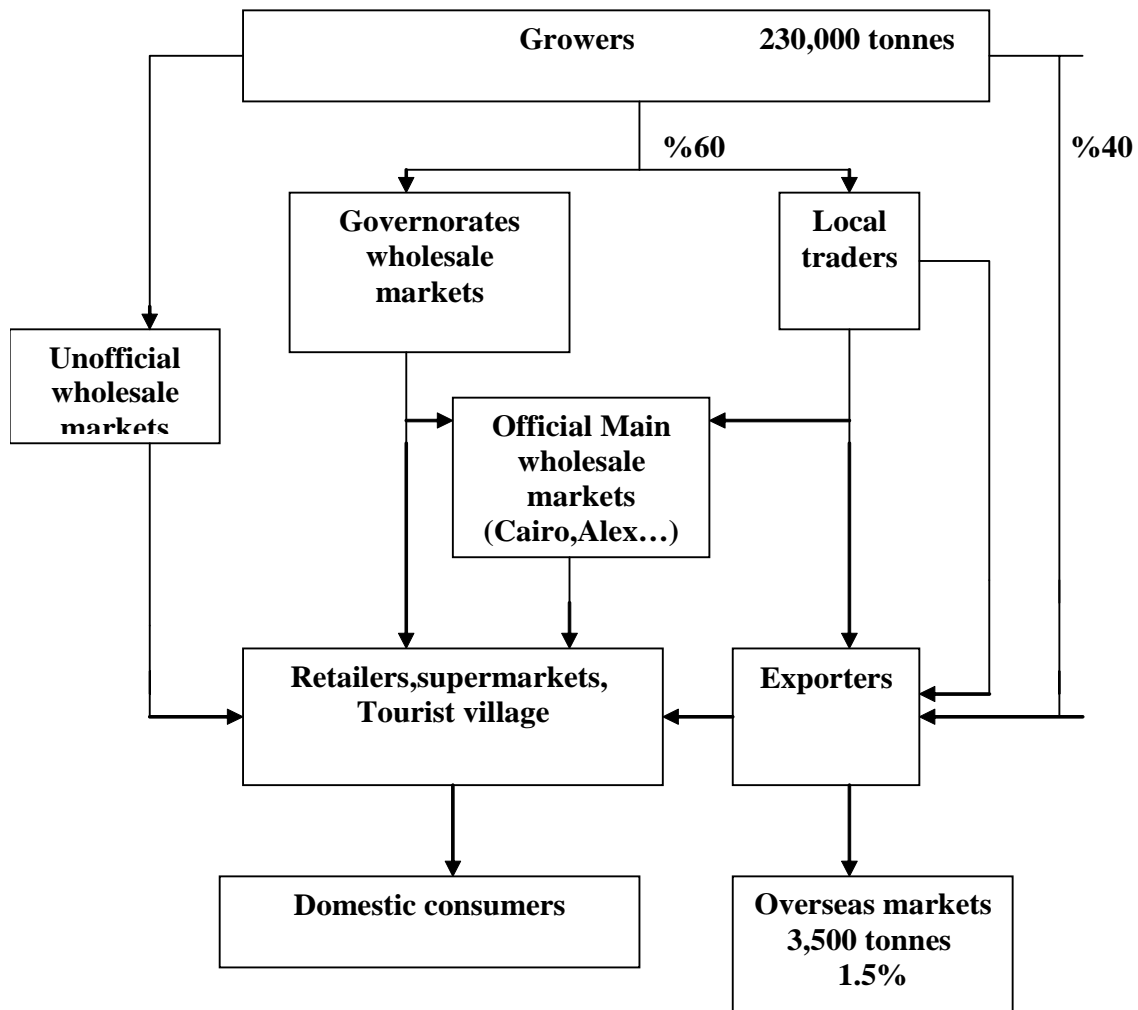 Growers 230,000 tonnes
%60
%40
Governorates
wholesale
markets
Local
traders
Unofficial
wholesale
markets
Official Main
wholesale
markets
(Cairo,Alex…)
Retailers,supermarkets,
Tourist village
Exporters
Domestic consumers
Overseas markets
3,500 tonnes
1.5%